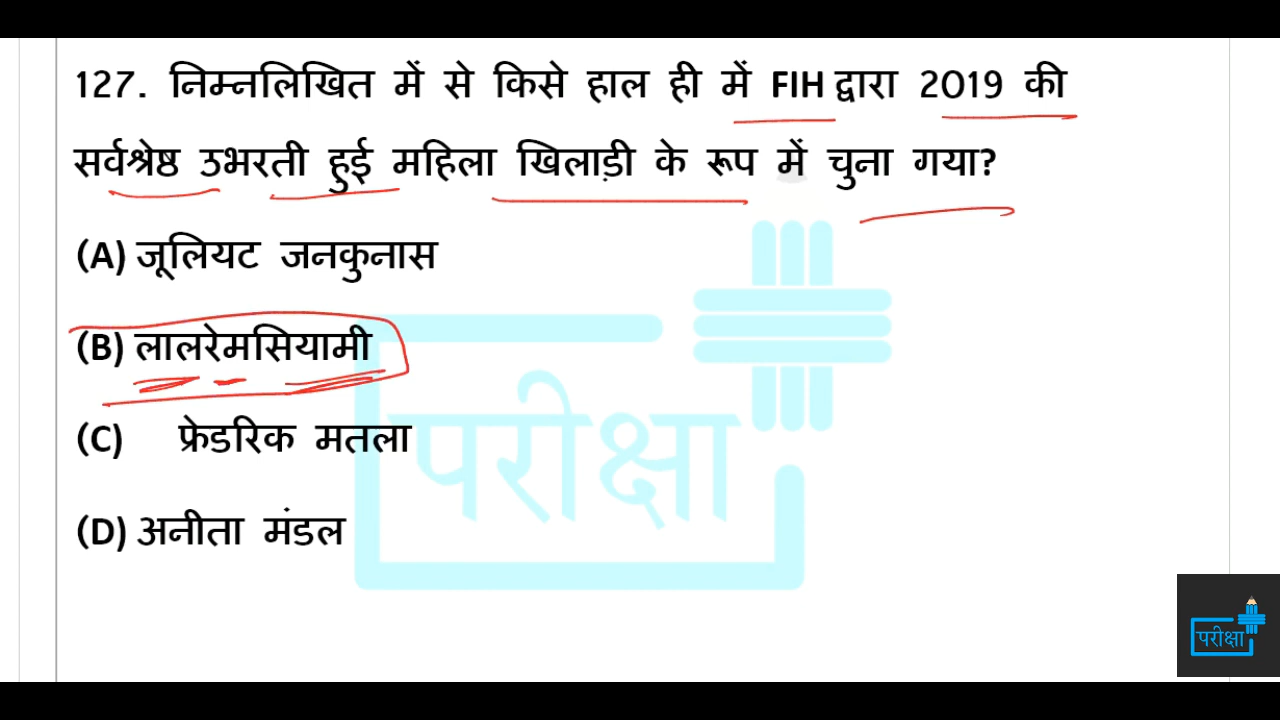 127. निम्नलिखित में से किसे हाल ही में FIH द्वारा 2019 की
सर्वश्रेष्ठ उभरती हुई महिला खिलाड़ी के रूप में चुना गया?
(A) जूलियट जनकुनास
(B) लालरेमसियामी
(C) फ्रेडरिक मतला
(D) अनीता मंडल
परीक्षा
परीक्षा